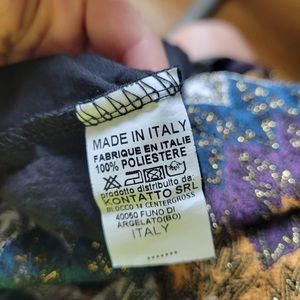 MADE IN ITALY
FABRIQUE EN ITALIE
100% POLIESTERE
prodotto distribuito da:
KONTATTO SRL
BLOCCO 14 CENTERGROSS
40050 FUNO DI
ARGELATO(BO)
ITALY